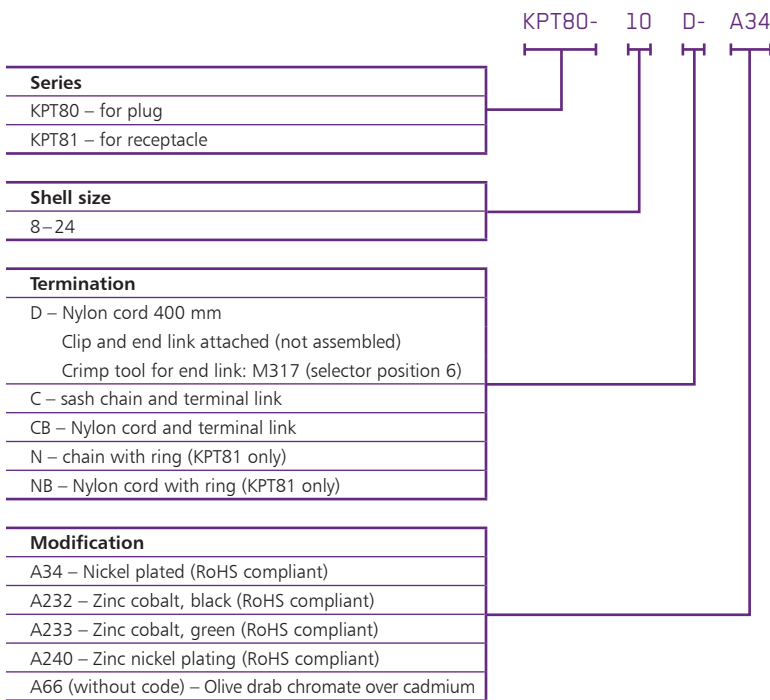 KPT80- 10 D- A34
Series
KPT80 – for plug
KPT81 – for receptacle
Shell size
8–24
Termination
D – Nylon cord 400 mm
Clip and end link attached (not assembled)
Crimp tool for end link: M317 (selector position 6)
C – sash chain and terminal link
CB – Nylon cord and terminal link
N – chain with ring (KPT81 only)
NB – Nylon cord with ring (KPT81 only)
Modification
A34 – Nickel plated (RoHS compliant)
A232 – Zinc cobalt, black (RoHS compliant)
A233 – Zinc cobalt, green (RoHS compliant)
A240 – Zinc nickel plating (RoHS compliant)
A66 (without code) – Olive drab chromate over cadmium